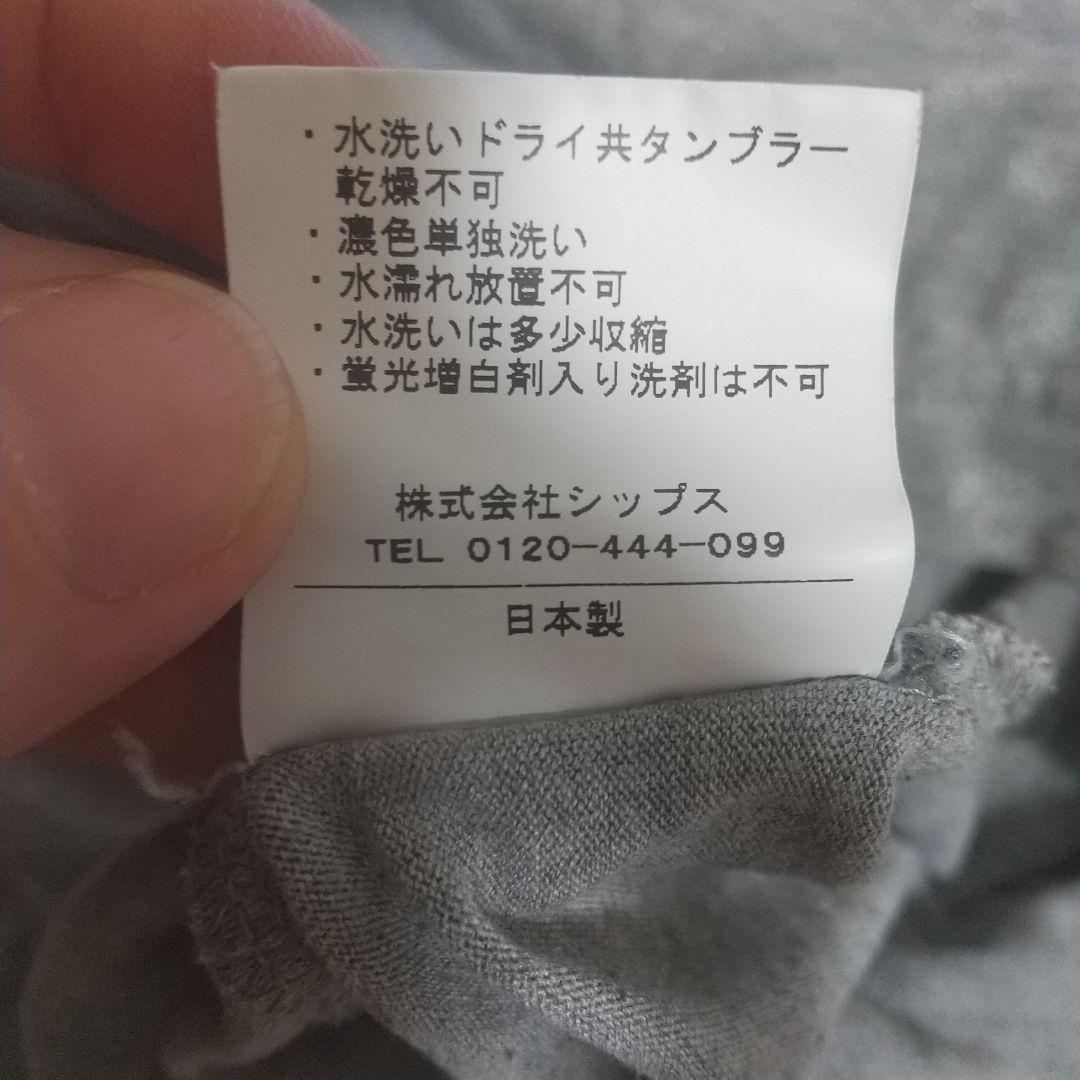 ・水洗いドライ共タンブラー
乾燥不可
・濃色単独洗い
・水濡れ放置不可
・水洗いは多少収縮
・蛍光増白剤入り洗剤は不可
株式会社シップス
TEL 0120-444-099
日本製